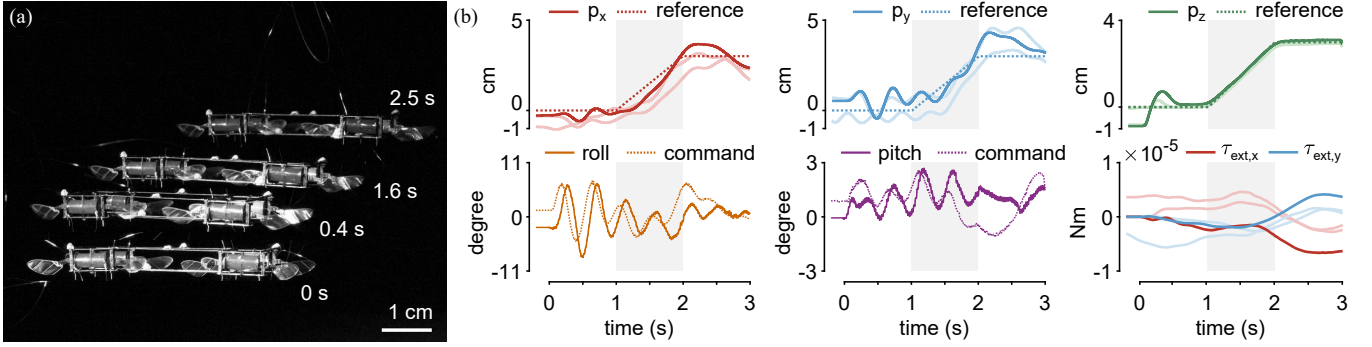 (a)
2.5 s
1.6 s
0.4 s
0 s
1 cm
(b)
p_x reference
5
cm
0
-1
p_y reference
5
cm
0
-1
p_z reference
4
cm
0
-1
roll command
11
degree
0
-11
0 1 2 3
time (s)
pitch command
3
degree
0
-3
0 1 2 3
time (s)
×10^-5
τ_ext,x τ_ext,y
1
Nm
0
-1
0 1 2 3
time (s)